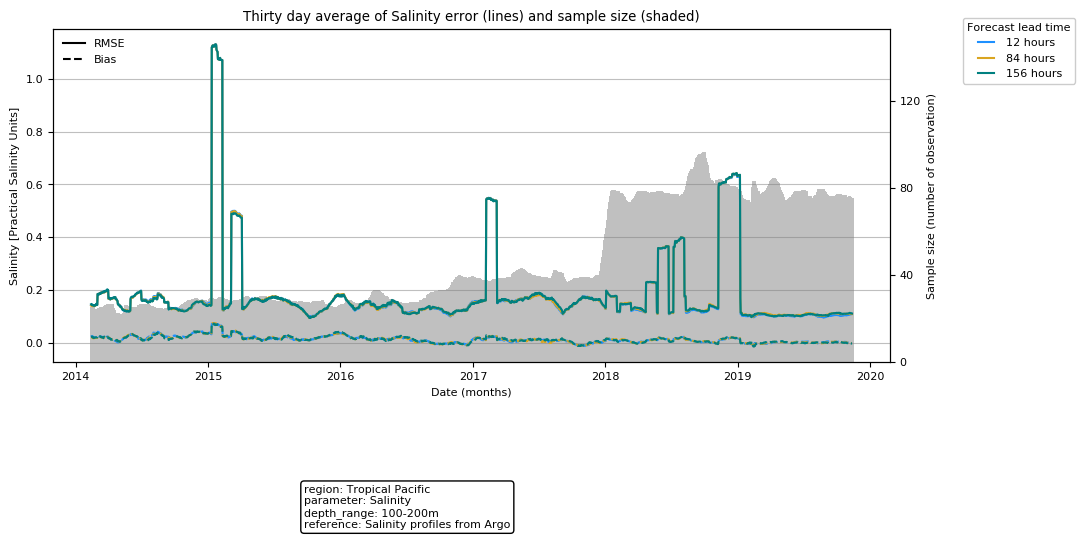 Thirty day average of Salinity error (lines) and sample size (shaded)
RMSE
Bias
Forecast lead time
12 hours
84 hours
156 hours
Salinity [Practical Salinity Units]
1.0
0.8
0.6
0.4
0.2
0.0
Sample size (number of observation)
120
80
40
0
2014
2015
2016
2017
2018
2019
2020
Date (months)
region: Tropical Pacific
parameter: Salinity
depth_range: 100-200m
reference: Salinity profiles from Argo